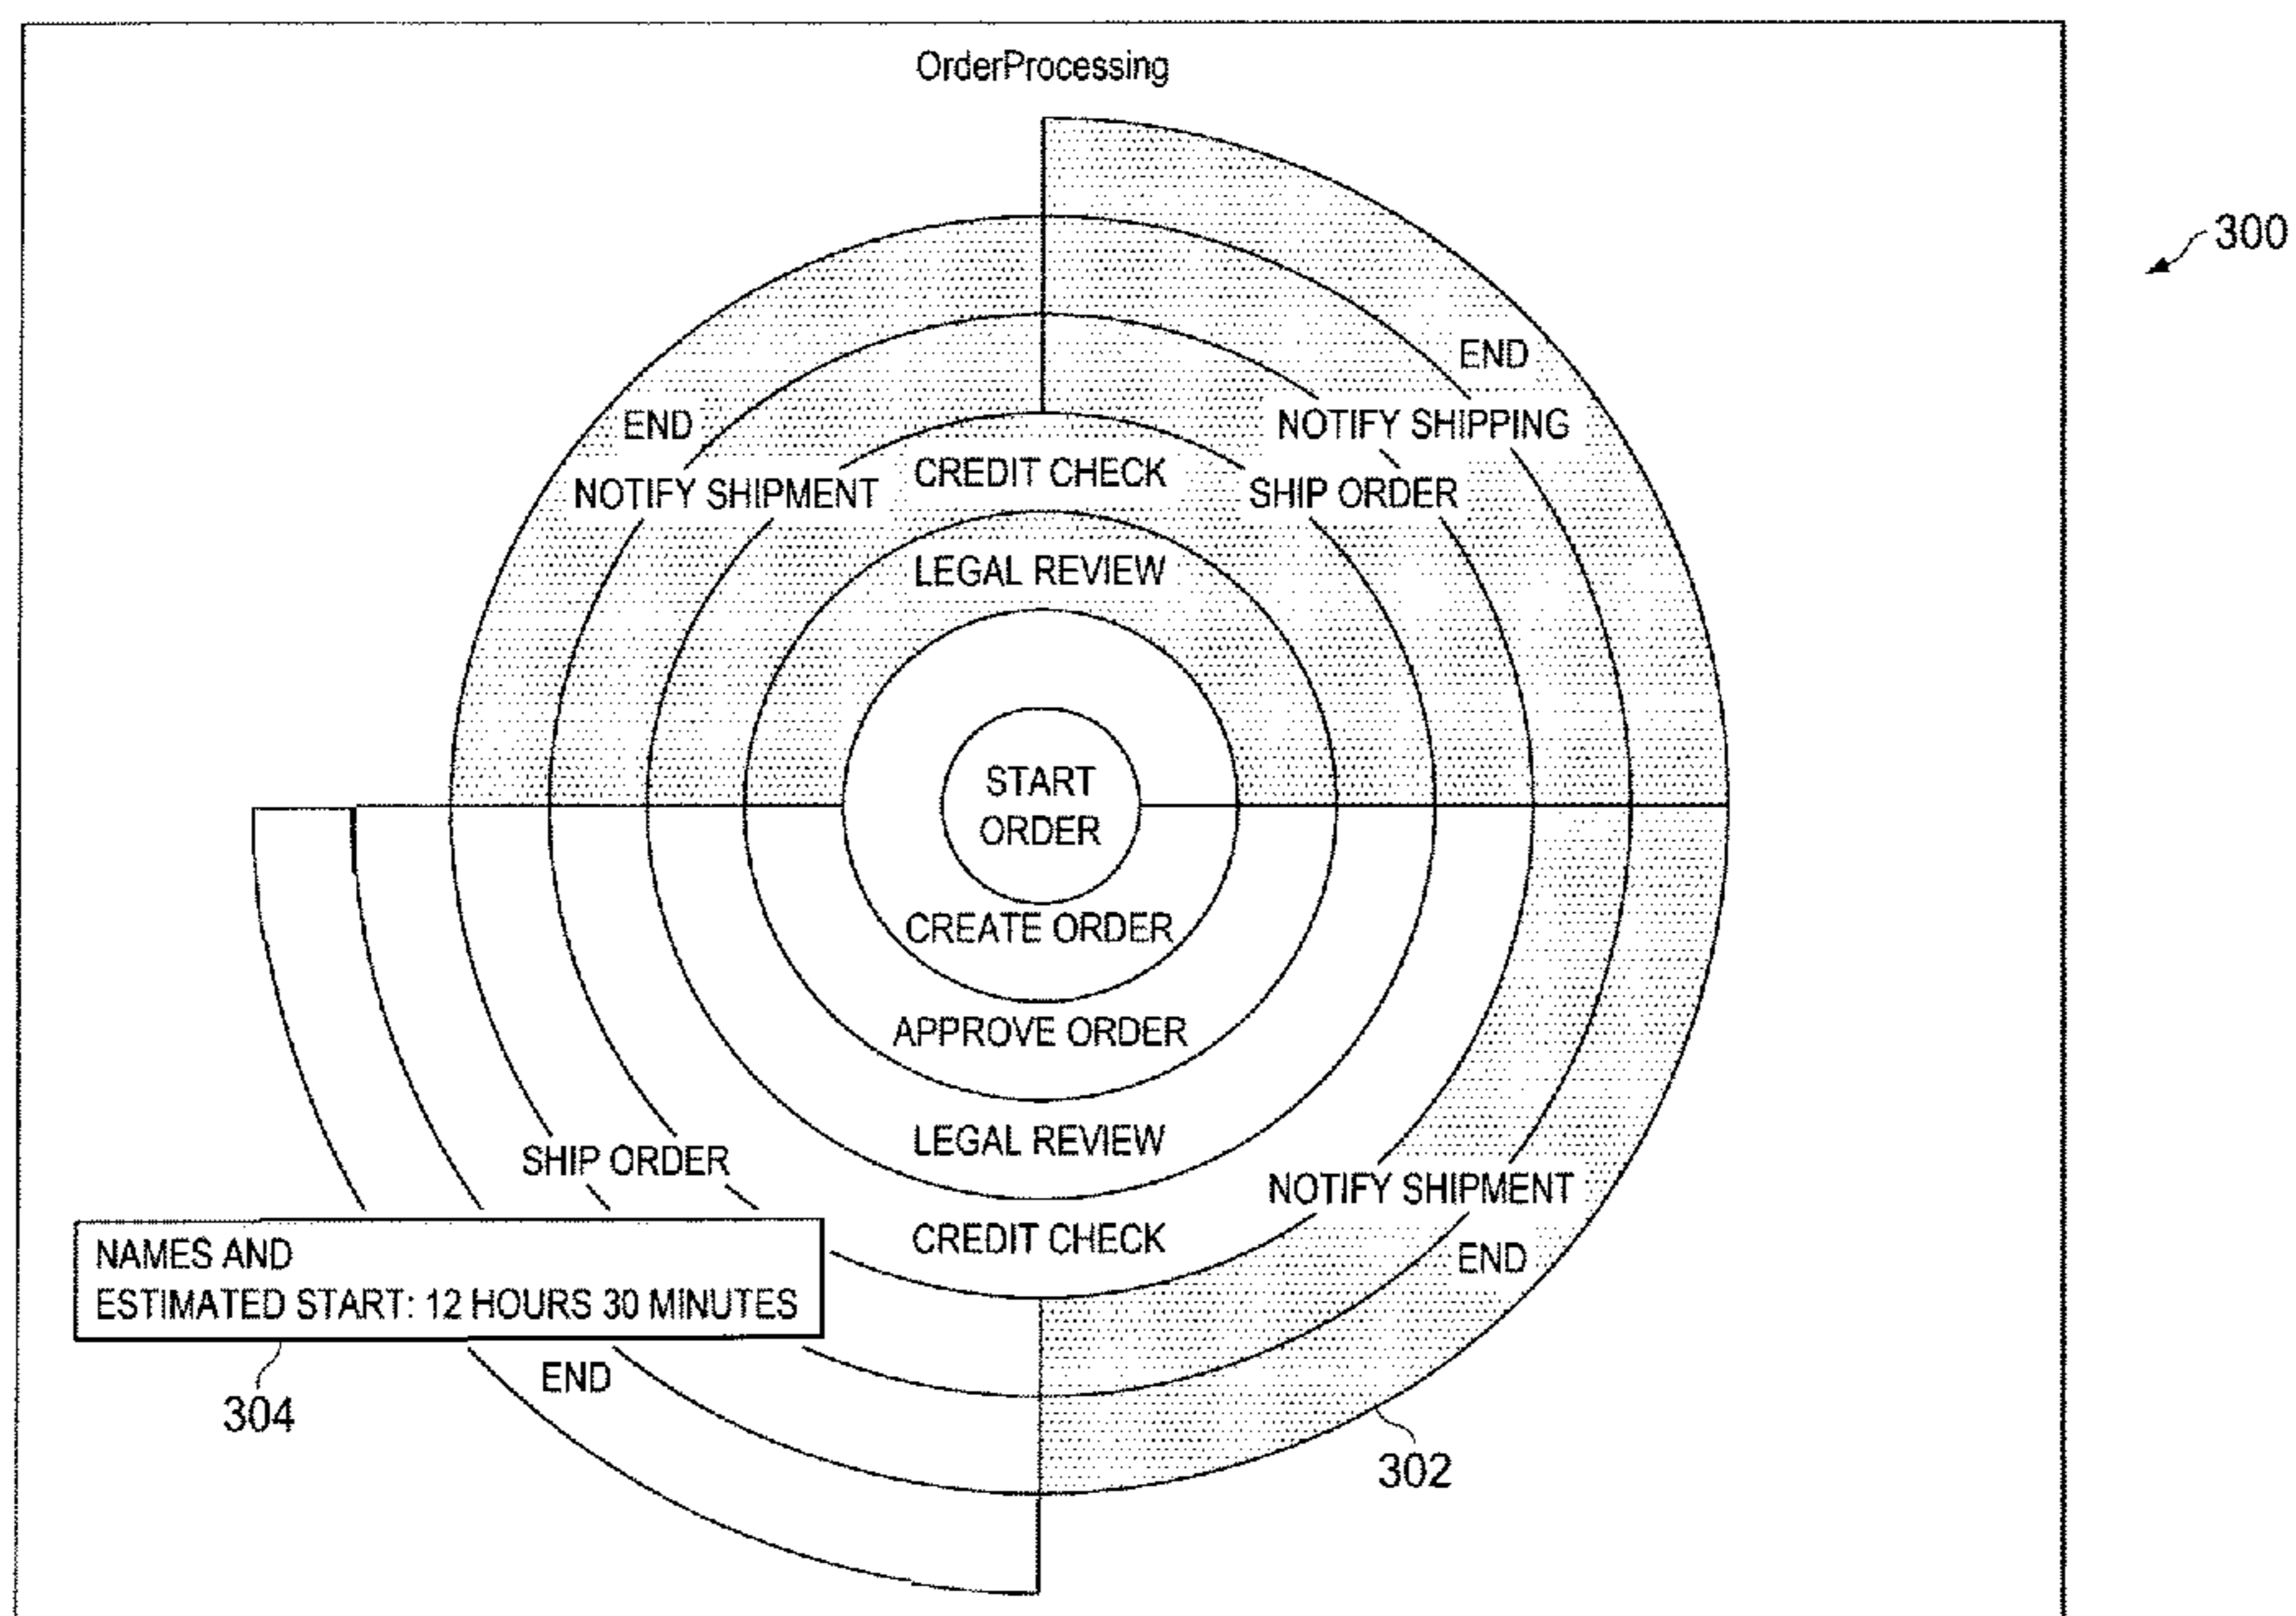 OrderProcessing
300
END
END
NOTIFY SHIPPING
CREDIT CHECK
NOTIFY SHIPMENT
SHIP ORDER
LEGAL REVIEW
START
ORDER
CREATE ORDER
APPROVE ORDER
LEGAL REVIEW
SHIP ORDER
NOTIFY SHIPMENT
CREDIT CHECK
END
NAMES AND
ESTIMATED START: 12 HOURS 30 MINUTES
END
304
302